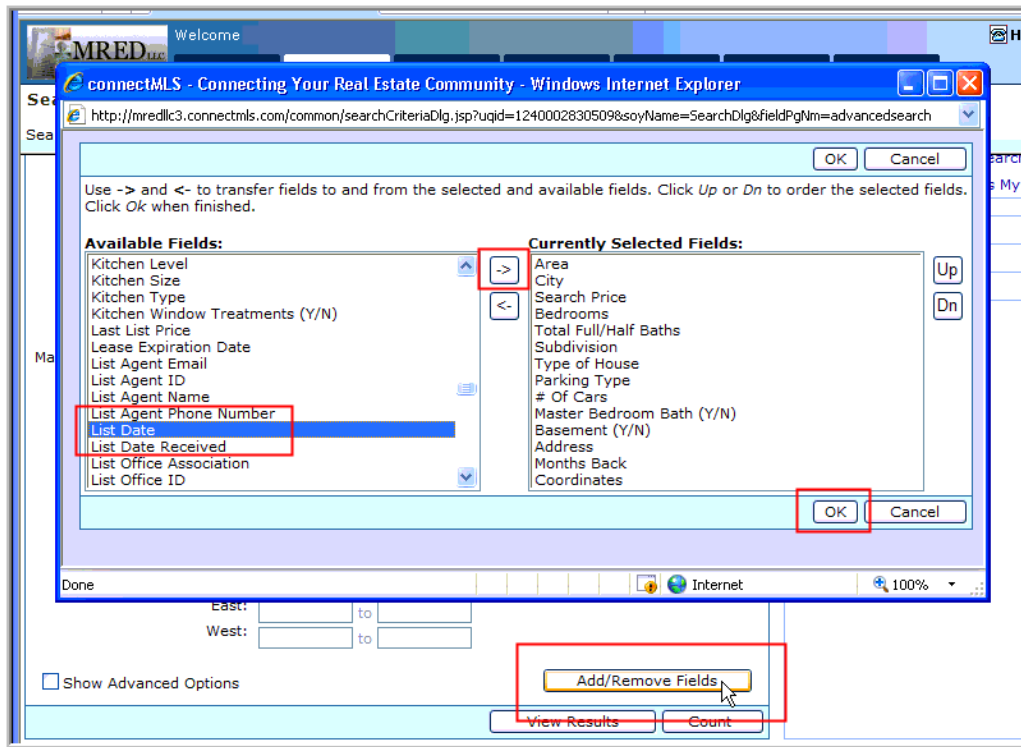 Welcome
MRED LLC
H
connectMLS - Connecting Your Real Estate Community - Windows Internet Explorer
Sea
http://mredllc3.connectmls.com/common/searchCriteriaDlg.jsp?uqid=1240002830509&soyName=SearchDlg&fieldPgNm=advancedsearch
Sea
OK Cancel
earch
s My
Use -> and <- to transfer fields to and from the selected and available fields. Click Up or Dn to order the selected fields.
Click Ok when finished.
Available Fields: Currently Selected Fields:
Kitchen Level -> Area Up
Kitchen Size City
Kitchen Type <- Search Price Dn
Kitchen Window Treatments (Y/N) Bedrooms
Last List Price Total Full/Half Baths
Lease Expiration Date Subdivision
Ma List Agent Email Type of House
List Agent ID Parking Type
List Agent Name # Of Cars
List Agent Phone Number Master Bedroom Bath (Y/N)
List Date Basement (Y/N)
List Date Received Address
List Office Association Months Back
List Office ID Coordinates
OK Cancel
Done Internet 100%
East: to
West: to
Show Advanced Options Add/Remove Fields
View Results Count